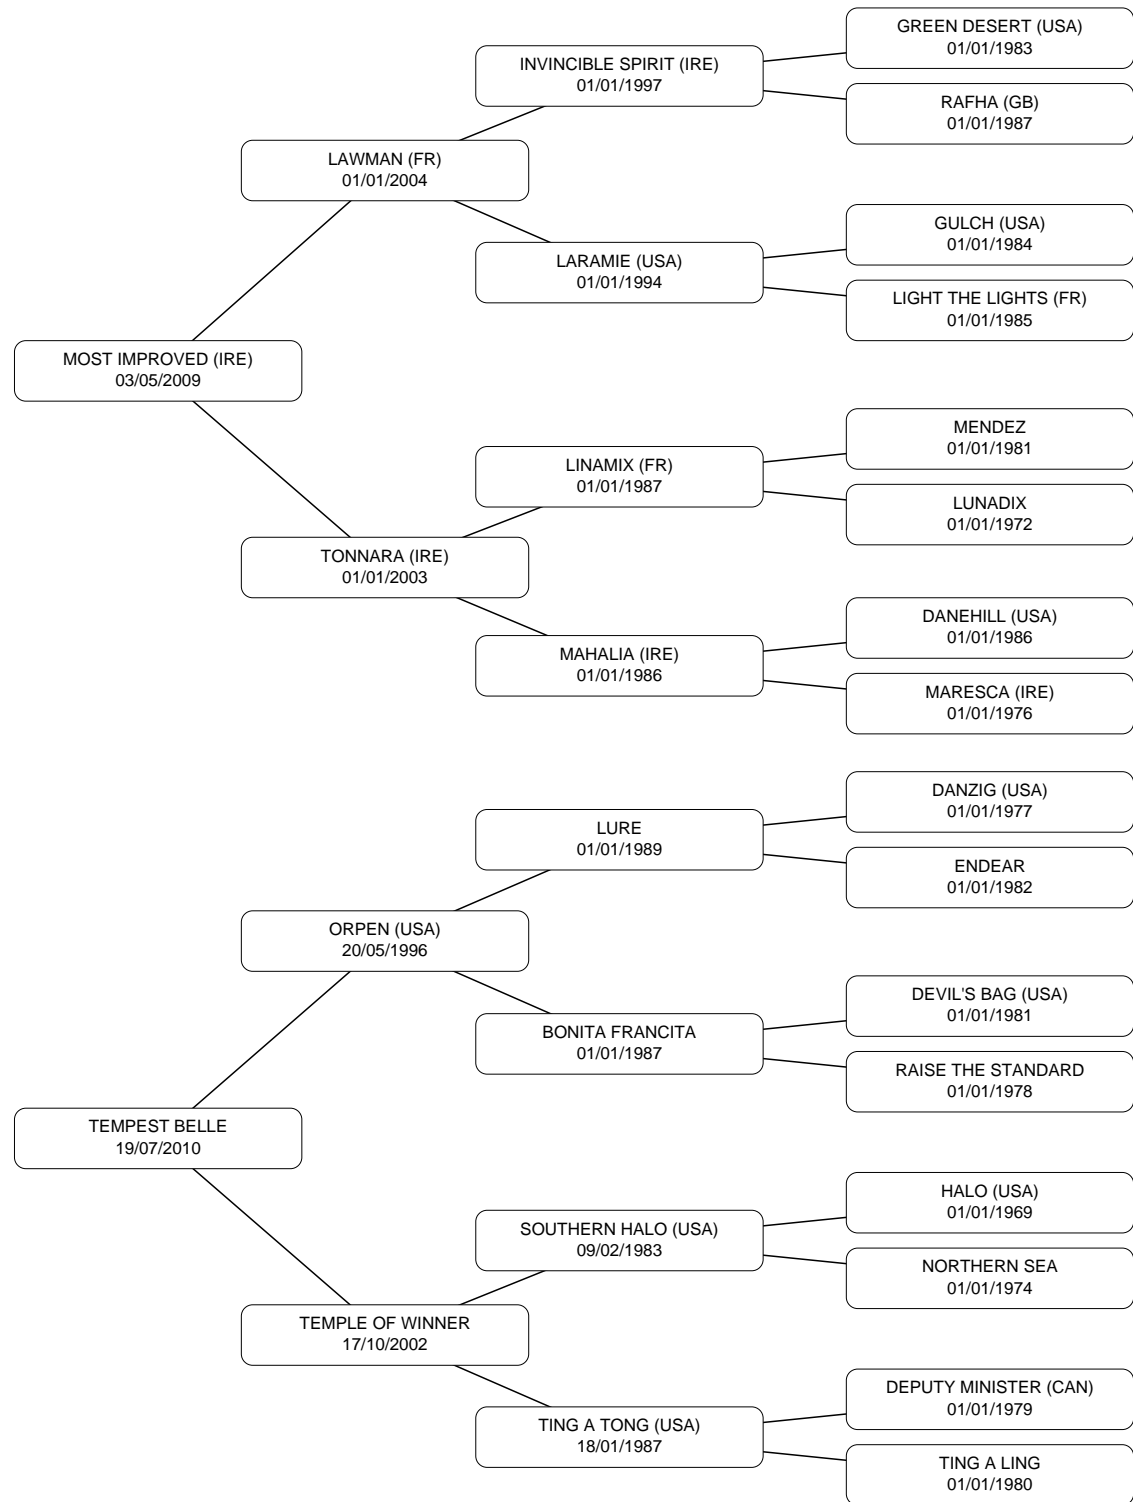 GREEN DESERT (USA)
01/01/1983
INVINCIBLE SPIRIT (IRE)
01/01/1997
RAFHA (GB)
01/01/1987
LAWMAN (FR)
01/01/2004
GULCH (USA)
01/01/1984
LARAMIE (USA)
01/01/1994
LIGHT THE LIGHTS (FR)
01/01/1985
MOST IMPROVED (IRE)
03/05/2009
MENDEZ
01/01/1981
LINAMIX (FR)
01/01/1987
LUNADIX
01/01/1972
TONNARA (IRE)
01/01/2003
DANEHILL (USA)
01/01/1986
MAHALIA (IRE)
01/01/1986
MARESCA (IRE)
01/01/1976
DANZIG (USA)
01/01/1977
LURE
01/01/1989
ENDEAR
01/01/1982
ORPEN (USA)
20/05/1996
DEVIL'S BAG (USA)
01/01/1981
BONITA FRANCITA
01/01/1987
RAISE THE STANDARD
01/01/1978
TEMPEST BELLE
19/07/2010
HALO (USA)
01/01/1969
SOUTHERN HALO (USA)
09/02/1983
NORTHERN SEA
01/01/1974
TEMPLE OF WINNER
17/10/2002
DEPUTY MINISTER (CAN)
01/01/1979
TING A TONG (USA)
18/01/1987
TING A LING
01/01/1980